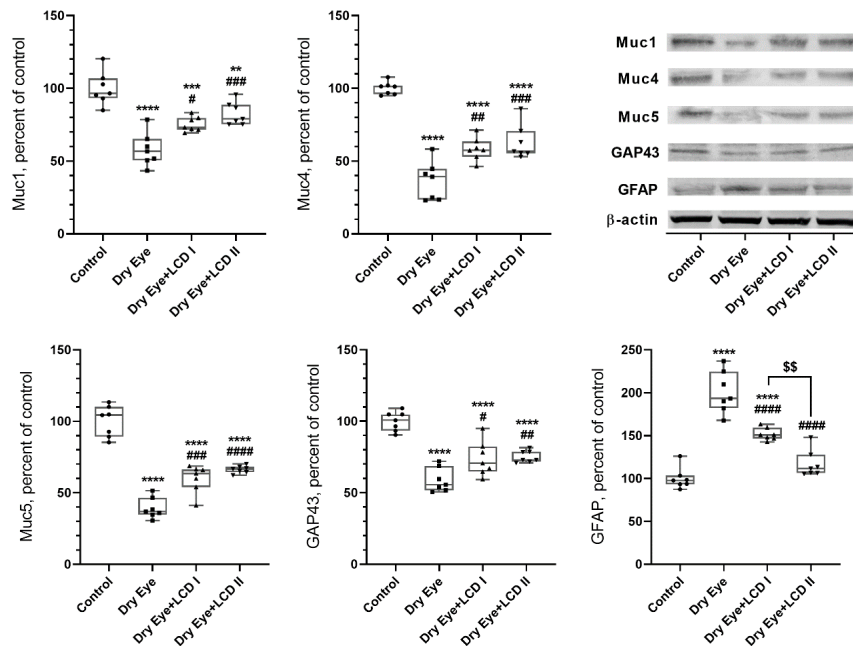 Muc1, percent of control
150
100
50
0
****
***
#
**
###
Control
Dry Eye
Dry Eye+LCD I
Dry Eye+LCD II
Muc4, percent of control
150
100
50
0
****
****
##
****
###
Control
Dry Eye
Dry Eye+LCD I
Dry Eye+LCD II
Muc1
Muc4
Muc5
GAP43
GFAP
β-actin
Control
Dry Eye
Dry Eye+LCD I
Dry Eye+LCD II
Muc5, percent of control
150
100
50
0
****
****
###
****
####
Control
Dry Eye
Dry Eye+LCD I
Dry Eye+LCD II
GAP43, percent of control
150
100
50
0
****
****
#
****
##
Control
Dry Eye
Dry Eye+LCD I
Dry Eye+LCD II
GFAP, percent of control
250
200
150
100
50
0
****
****
####
$$
####
Control
Dry Eye
Dry Eye+LCD I
Dry Eye+LCD II